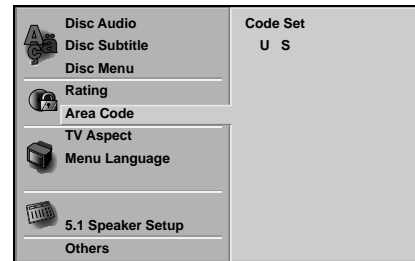 Disc Audio
Disc Subtitle
Disc Menu
Rating
Area Code
TV Aspect
Menu Language
5.1 Speaker Setup
Others
Code Set
U S